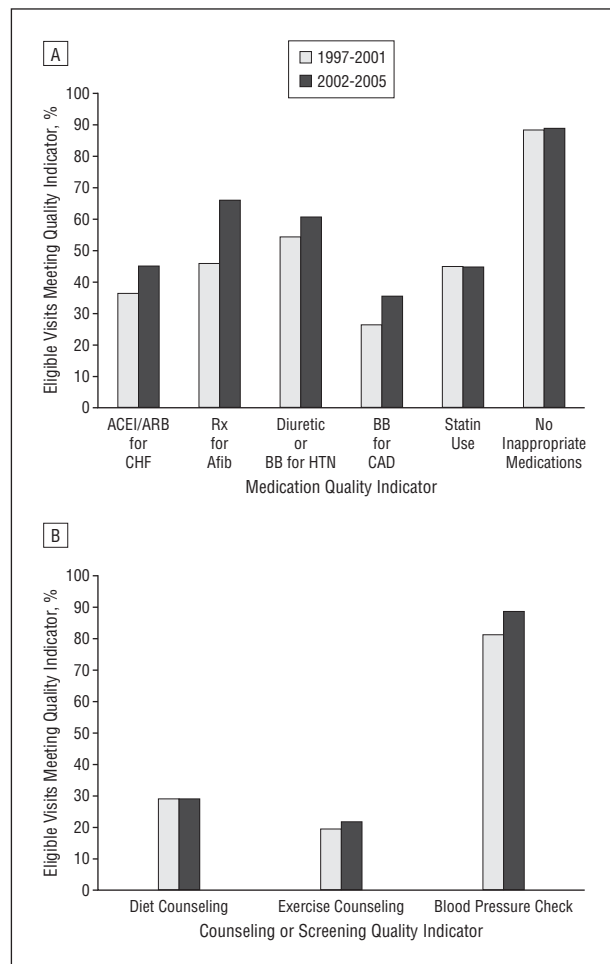 A
1997-2001
2002-2005
Eligible Visits Meeting Quality Indicator, %
100
90
80
70
60
50
40
30
20
10
0
ACEI/ARB for CHF
Rx for Afib
Diuretic or BB for HTN
BB for CAD
Statin Use
No Inappropriate Medications
Medication Quality Indicator
B
Eligible Visits Meeting Quality Indicator, %
100
90
80
70
60
50
40
30
20
10
0
Diet Counseling
Exercise Counseling
Blood Pressure Check
Counseling or Screening Quality Indicator